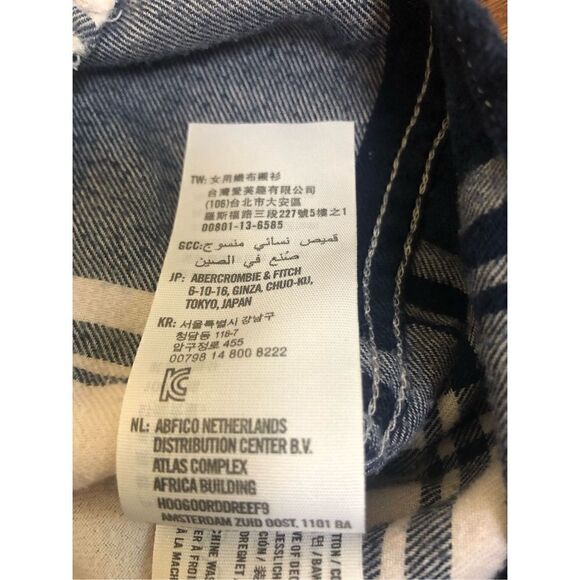 TW: 女用織布襯衫
台灣愛芙趣有限公司
(106)台北市大安區
羅斯福路三段227號5樓之1
00801-13-6585
GCC: قميص نسائي منسوج
صُنع في الصين
JP: ABERCROMBIE & FITCH
6-10-16, GINZA, CHUO-KU,
TOKYO, JAPAN
KR: 서울특별시 강남구
청담동 118-7
압구정로 455
00798 14 800 8222
NL: ABFICO NETHERLANDS
DISTRIBUTION CENTER B.V.
ATLAS COMPLEX
AFRICA BUILDING
HOOGOORDDREEF9
AMSTERDAM ZUID OOST, 1101 BA